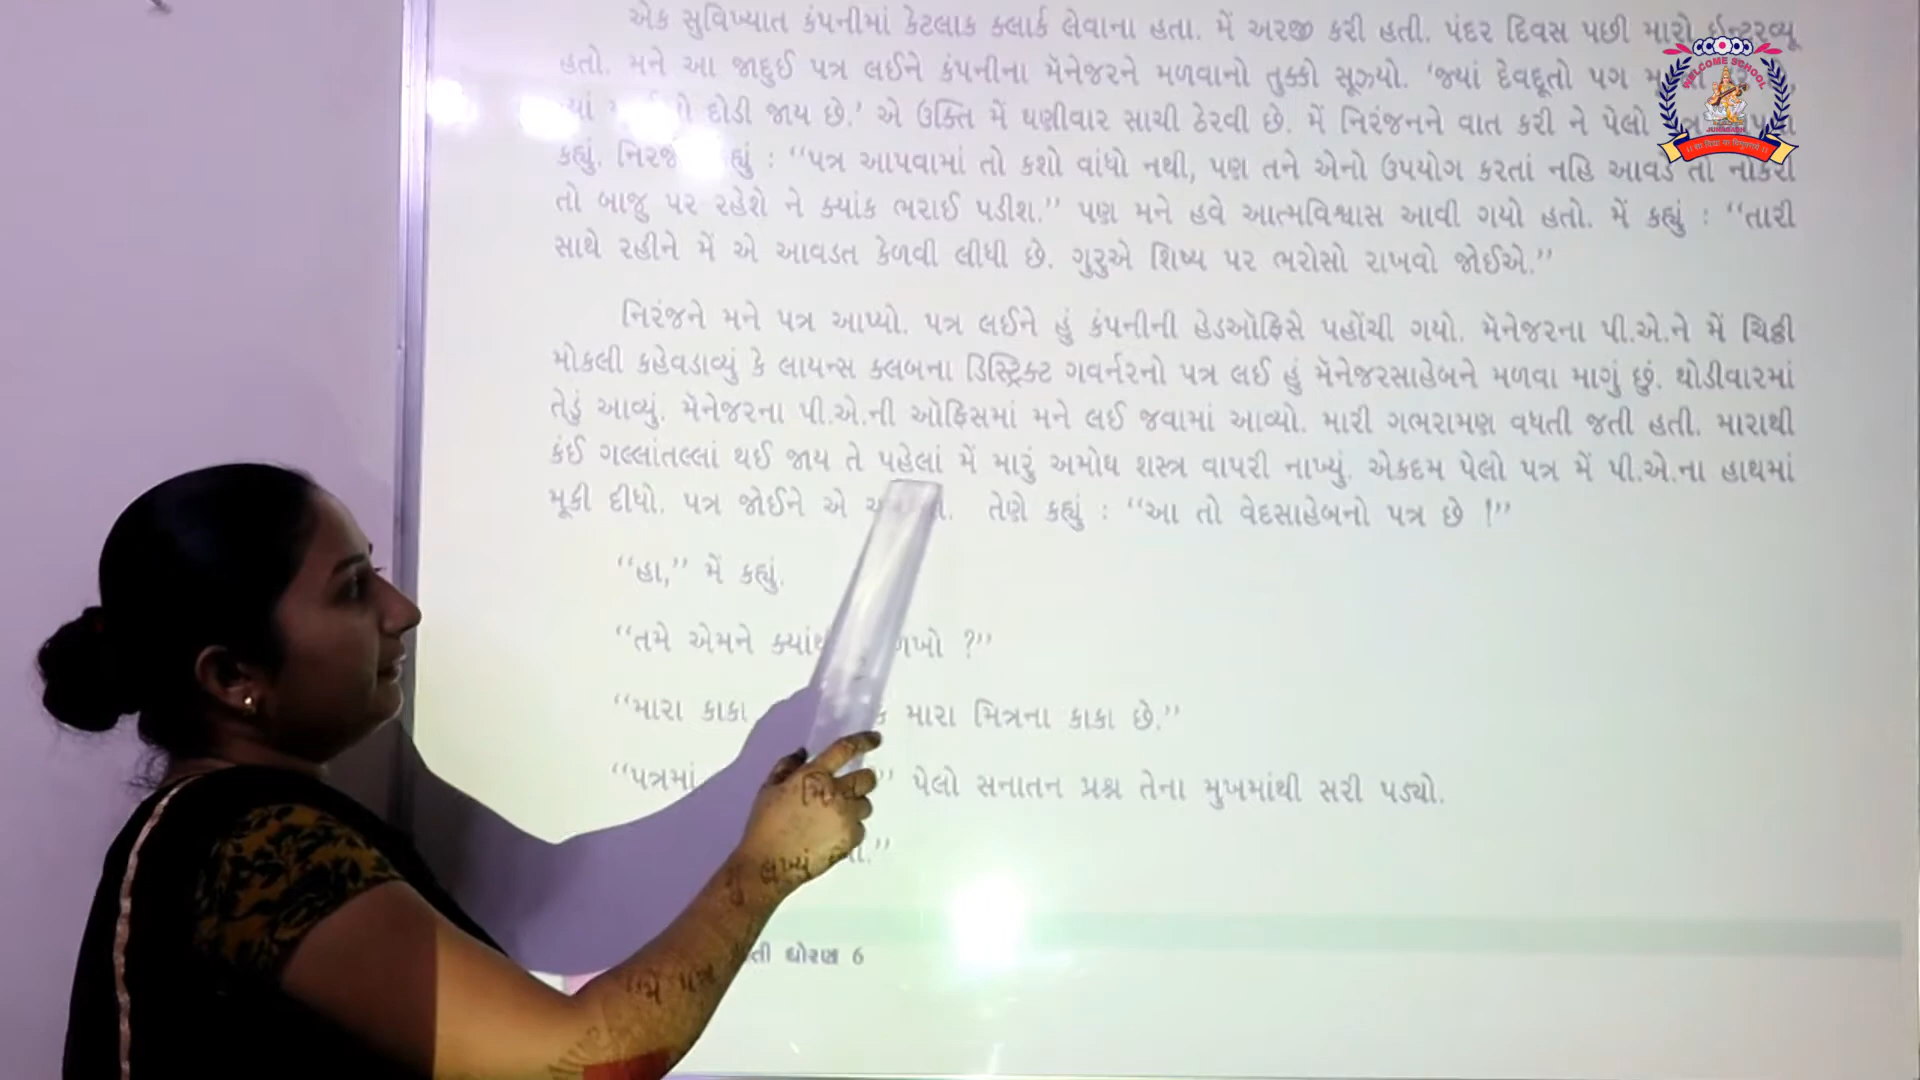 એક સુવિખ્યાત કંપનીમાં કેટલાક ક્લાર્ક લેવાના હતા. મેં અરજી કરી હતી. પંદર દિવસ પછી મારો ઇન્ટરવ્યૂ
હતો. મને આ જાદુઈ પત્ર લઈને કંપનીના મૅનેજરને મળવાનો તુક્કો સૂઝ્યો. ‘જ્યાં દેવદૂતો પગ
દોડી જાય છે.’ એ ઉક્તિ મેં ઘણીવાર સાચી ઠેરવી છે. મેં નિરંજનને વાત કરી ને પેલો
કહ્યું. : ‘‘પત્ર આપવામાં તો કશો વાંધો નથી, પણ તને એનો ઉપયોગ કરતાં નહિ આવડે તો નોકરી
તો બાજુ પર રહેશે ને ક્યાંક ભરાઈ પડીશ.’’ પણ મને હવે આત્મવિશ્વાસ આવી ગયો હતો. મેં કહ્યું : ‘‘તારી
સાથે રહીને મેં એ આવડત કેળવી લીધી છે. ગુરુએ શિષ્ય પર ભરોસો રાખવો જોઈએ.’’
નિરંજને મને પત્ર આપ્યો. પત્ર લઈને હું કંપનીની હેડઑફિસે પહોંચી ગયો. મૅનેજરના પી.એ.ને મેં ચિઠ્ઠી
મોકલી કહેવડાવ્યું કે લાયન્સ ક્લબના ડિસ્ટ્રિક્ટ ગવર્નરનો પત્ર લઈ હું મૅનેજરસાહેબને મળવા માગું છું. થોડીવારમાં
તેડું આવ્યું. મૅનેજરના પી.એ.ની ઑફિસમાં મને લઈ જવામાં આવ્યો. મારી ગભરામણ વધતી જતી હતી. મારાથી
કંઈ ગલ્લાંતલ્લાં થઈ જાય તે પહેલાં મેં મારું અમોઘ શસ્ત્ર વાપરી નાખ્યું. એકદમ પેલો પત્ર મેં પી.એ.ના હાથમાં
મૂકી દીધો. પત્ર જોઈને એ તેણે કહ્યું : ‘‘આ તો વેદસાહેબનો પત્ર છે !’’
‘‘હા,’’ મેં કહ્યું.
‘‘તમે એમને ?’’
‘‘મારા કાકા મારા મિત્રના કાકા છે.’’
‘‘પત્રમાં પેલો સનાતન પ્રશ્ન તેના મુખમાંથી સરી પડ્યો.
લખ્યું
ધોરણ 6
WELCOME SCHOOL
JUNAGADH